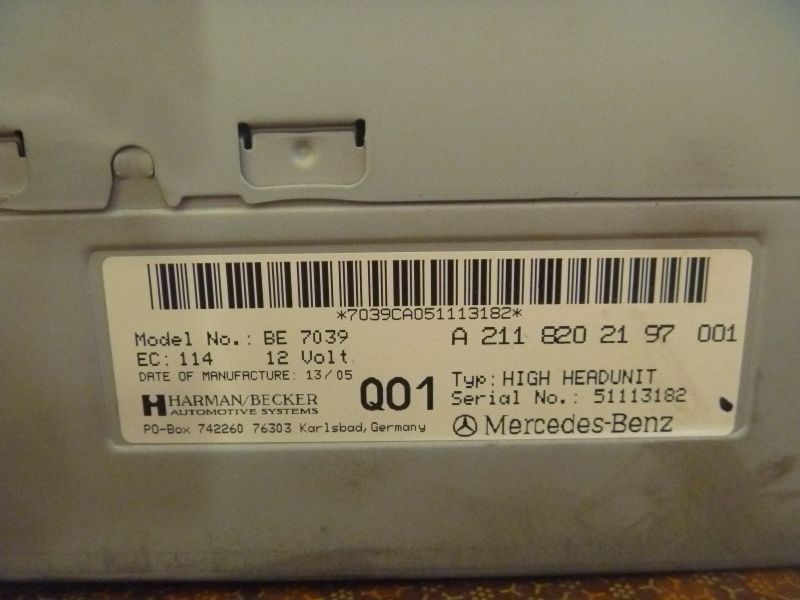 *7039CA051113182*
Model No.: BE 7039
A 211 820 21 97 001
EC: 114 12 Volt
DATE OF MANUFACTURE: 13/05
Q01
Typ: HIGH HEADUNIT
HARMAN/BECKER
AUTOMOTIVE SYSTEMS
Serial No.: 51113182
PO-Box 742260 76303 Karlsbad, Germany
Mercedes-Benz